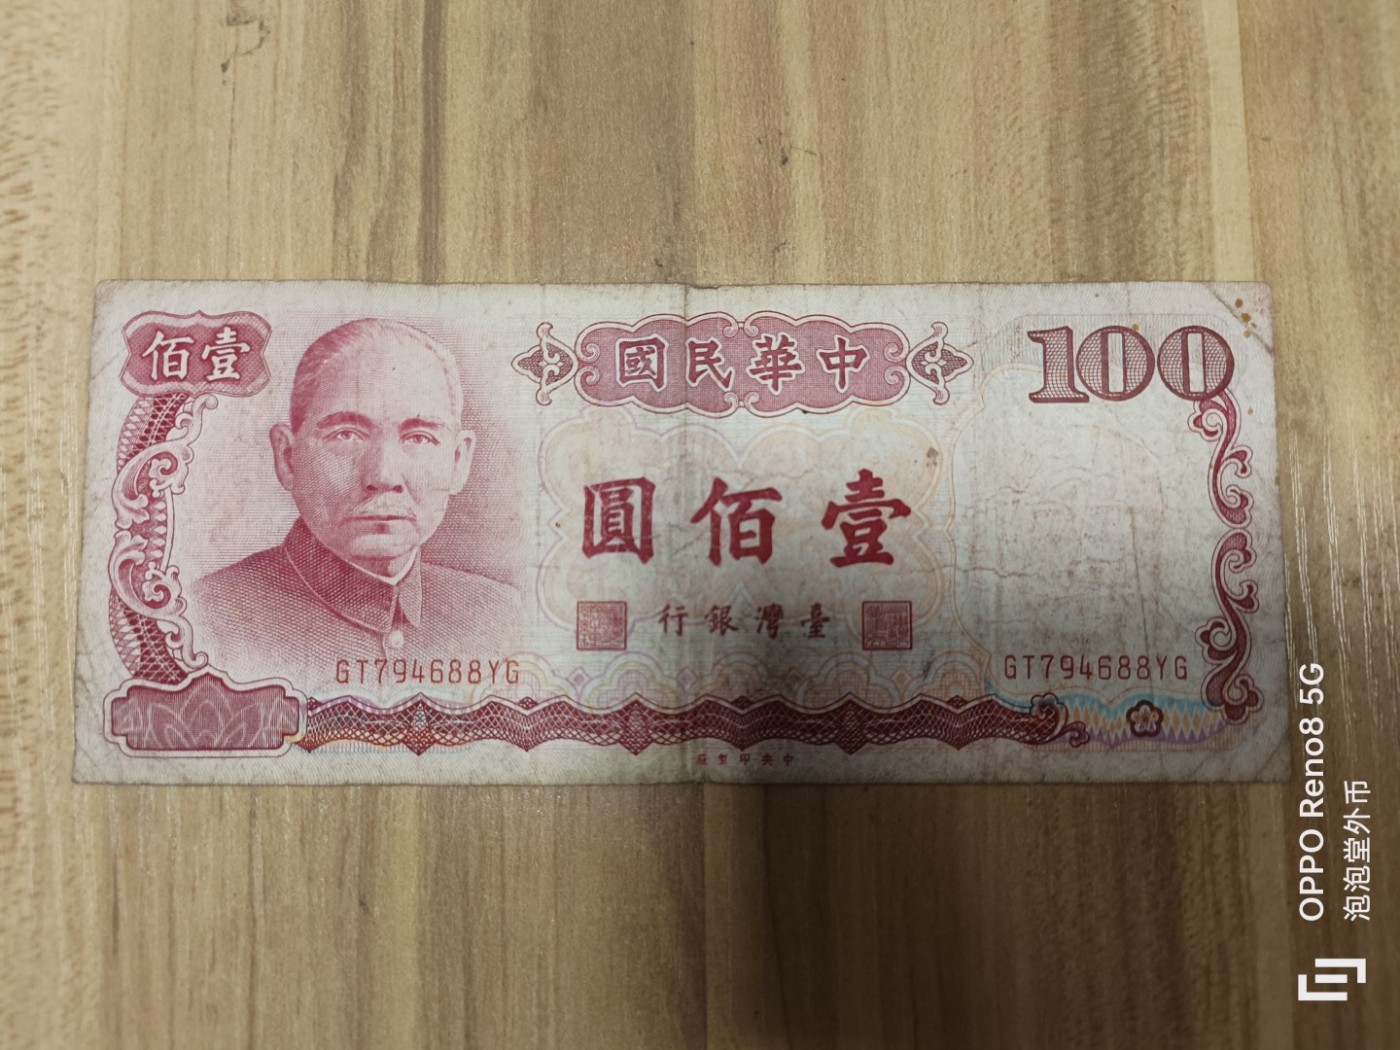 壹佰
中華民國
100
壹佰圓
臺灣銀行
GT794688YG
GT794688YG
中央印製廠
OPPO Reno8 5G
泡泡堂外币